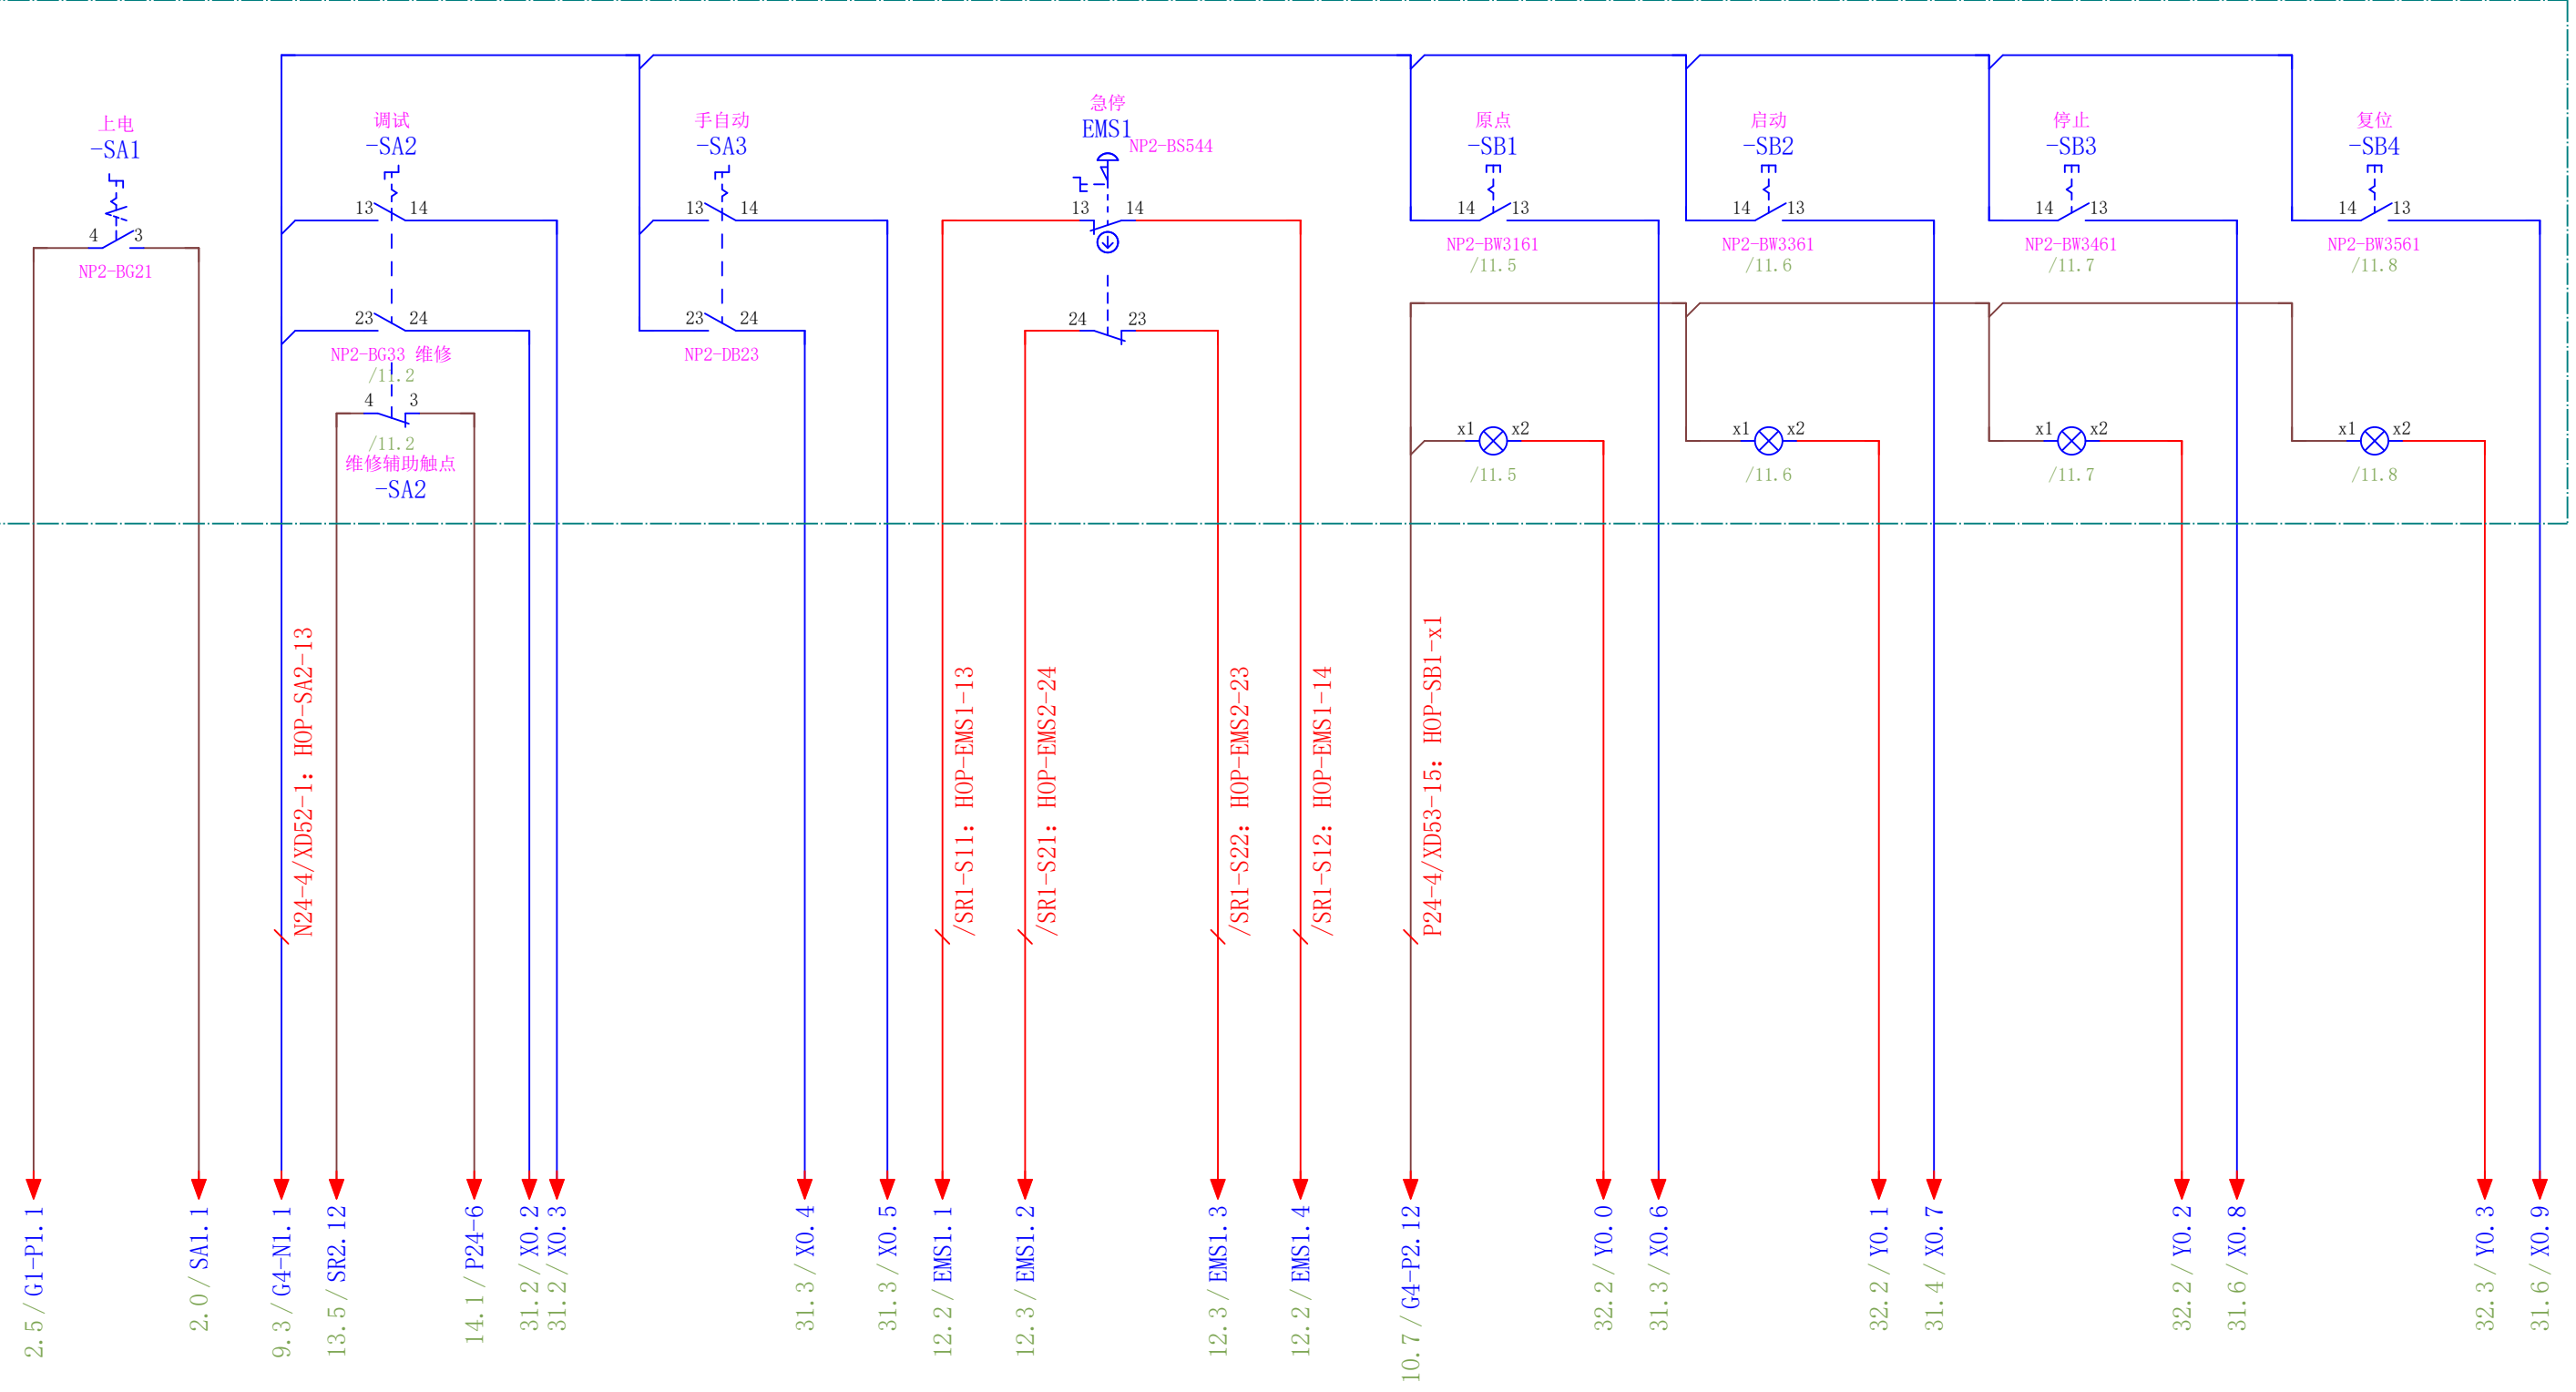 上电
-SA1
4 3
NP2-BG21
调试
-SA2
13 14
23 24
NP2-BG33 维修
/11.2
4 3
/11.2
维修辅助触点
-SA2
手自动
-SA3
13 14
23 24
NP2-DB23
急停
EMS1
NP2-BS544
13 14
24 23
原点
-SB1
14 13
NP2-BW3161
/11.5
x1 x2
/11.5
启动
-SB2
14 13
NP2-BW3361
/11.6
x1 x2
/11.6
停止
-SB3
14 13
NP2-BW3461
/11.7
x1 x2
/11.7
复位
-SB4
14 13
NP2-BW3561
/11.8
x1 x2
/11.8
N24-4/XD52-1: HOP-SA2-13
/SR1-S11: HOP-EMS1-13
/SR1-S21: HOP-EMS2-24
/SR1-S22: HOP-EMS2-23
/SR1-S12: HOP-EMS1-14
P24-4/XD53-15: HOP-SB1-x1
2.5 / G1-P1.1
2.0 / SA1.1
9.3 / G4-N1.1
13.5 / SR2.12
14.1 / P24-6
31.2 / X0.2
31.2 / X0.3
31.3 / X0.4
31.3 / X0.5
12.2 / EMS1.1
12.3 / EMS1.2
12.3 / EMS1.3
12.2 / EMS1.4
10.7 / G4-P2.12
32.2 / Y0.0
31.3 / X0.6
32.2 / Y0.1
31.4 / X0.7
32.2 / Y0.2
31.6 / X0.8
32.3 / Y0.3
31.6 / X0.9